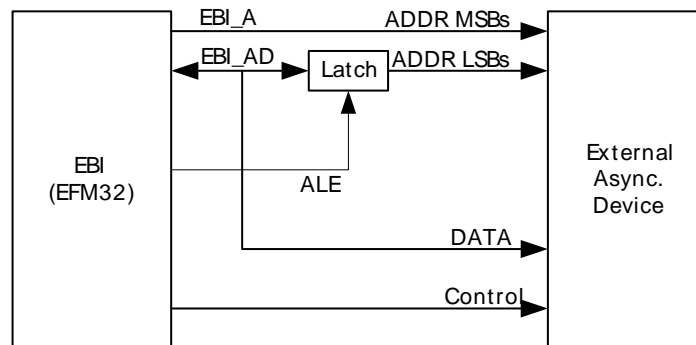 EBI_A ADDR MSBs
EBI_AD Latch ADDR LSBs
EBI
(EFM32)
ALE
External
Async.
Device
DATA
Control